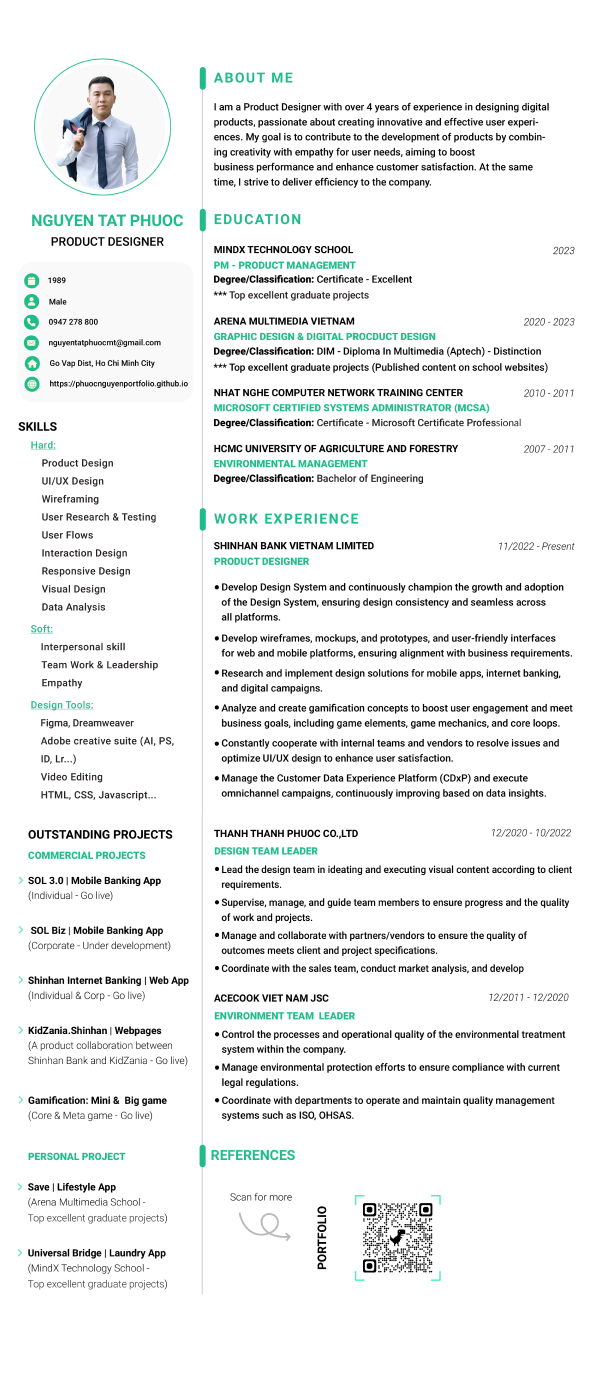 NGUYEN TAT PHUOC
PRODUCT DESIGNER
1989
Male
0947 278 800
nguyentatphuocmt@gmail.com
Go Vap Dist, Ho Chi Minh City
https://phuocnguyenportfolio.github.io
SKILLS
Hard:
Product Design
UI/UX Design
Wireframing
User Research & Testing
User Flows
Interaction Design
Responsive Design
Visual Design
Data Analysis
Soft:
Interpersonal skill
Team Work & Leadership
Empathy
Design Tools:
Figma, Dreamweaver
Adobe creative suite (AI, PS,
ID, Lr...)
Video Editing
HTML, CSS, Javascript...
OUTSTANDING PROJECTS
COMMERCIAL PROJECTS
SOL 3.0 | Mobile Banking App
(Individual - Go live)
SOL Biz | Mobile Banking App
(Corporate - Under development)
Shinhan Internet Banking | Web App
(Individual & Corp - Go live)
KidZania.Shinhan | Webpages
(A product collaboration between
Shinhan Bank and KidZania - Go live)
Gamification: Mini & Big game
(Core & Meta game - Go live)
PERSONAL PROJECT
Save | Lifestyle App
(Arena Multimedia School -
Top excellent graduate projects)
Universal Bridge | Laundry App
(MindX Technology School -
Top excellent graduate projects)
ABOUT ME
I am a Product Designer with over 4 years of experience in designing digital
products, passionate about creating innovative and effective user experi-
ences. My goal is to contribute to the development of products by combin-
ing creativity with empathy for user needs, aiming to boost
business performance and enhance customer satisfaction. At the same
time, I strive to deliver efficiency to the company.
EDUCATION
MINDX TECHNOLOGY SCHOOL 2023
PM - PRODUCT MANAGEMENT
Degree/Classification: Certificate - Excellent
*** Top excellent graduate projects
ARENA MULTIMEDIA VIETNAM 2020 - 2023
GRAPHIC DESIGN & DIGITAL PROCDUCT DESIGN
Degree/Classification: DIM - Diploma In Multimedia (Aptech) - Distinction
*** Top excellent graduate projects (Published content on school websites)
NHAT NGHE COMPUTER NETWORK TRAINING CENTER 2010 - 2011
MICROSOFT CERTIFIED SYSTEMS ADMINISTRATOR (MCSA)
Degree/Classification: Certificate - Microsoft Certificate Professional
HCMC UNIVERSITY OF AGRICULTURE AND FORESTRY 2007 - 2011
ENVIRONMENTAL MANAGEMENT
Degree/Classification: Bachelor of Engineering
WORK EXPERIENCE
SHINHAN BANK VIETNAM LIMITED 11/2022 - Present
PRODUCT DESIGNER
• Develop Design System and continuously champion the growth and adoption
of the Design System, ensuring design consistency and seamless across
all platforms.
• Develop wireframes, mockups, and prototypes, and user-friendly interfaces
for web and mobile platforms, ensuring alignment with business requirements.
• Research and implement design solutions for mobile apps, internet banking,
and digital campaigns.
• Analyze and create gamification concepts to boost user engagement and meet
business goals, including game elements, game mechanics, and core loops.
• Constantly cooperate with internal teams and vendors to resolve issues and
optimize UI/UX design to enhance user satisfaction.
• Manage the Customer Data Experience Platform (CDxP) and execute
omnichannel campaigns, continuously improving based on data insights.
THANH THANH PHUOC CO.,LTD 12/2020 - 10/2022
DESIGN TEAM LEADER
• Lead the design team in ideating and executing visual content according to client
requirements.
• Supervise, manage, and guide team members to ensure progress and the quality
of work and projects.
• Manage and collaborate with partners/vendors to ensure the quality of
outcomes meets client and project specifications.
• Coordinate with the sales team, conduct market analysis, and develop
ACECOOK VIET NAM JSC 12/2011 - 12/2020
ENVIRONMENT TEAM LEADER
• Control the processes and operational quality of the environmental treatment
system within the company.
• Manage environmental protection efforts to ensure compliance with current
legal regulations.
• Coordinate with departments to operate and maintain quality management
systems such as ISO, OHSAS.
REFERENCES
Scan for more
PORTFOLIO